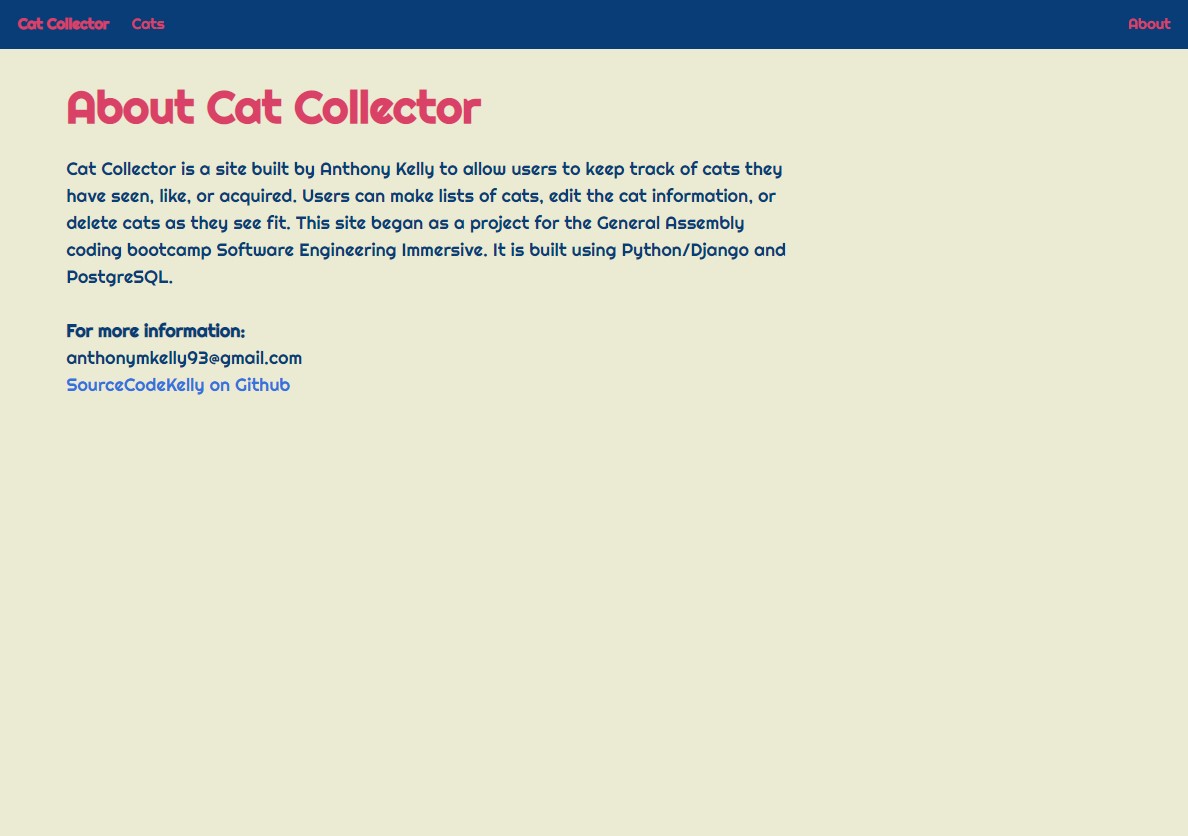 Cat Collector Cats About
About Cat Collector
Cat Collector is a site built by Anthony Kelly to allow users to keep track of cats they
have seen, like, or acquired. Users can make lists of cats, edit the cat information, or
delete cats as they see fit. This site began as a project for the General Assembly
coding bootcamp Software Engineering Immersive. It is built using Python/Django and
PostgreSQL.
For more information:
anthonymkelly93@gmail.com
SourceCodeKelly on Github